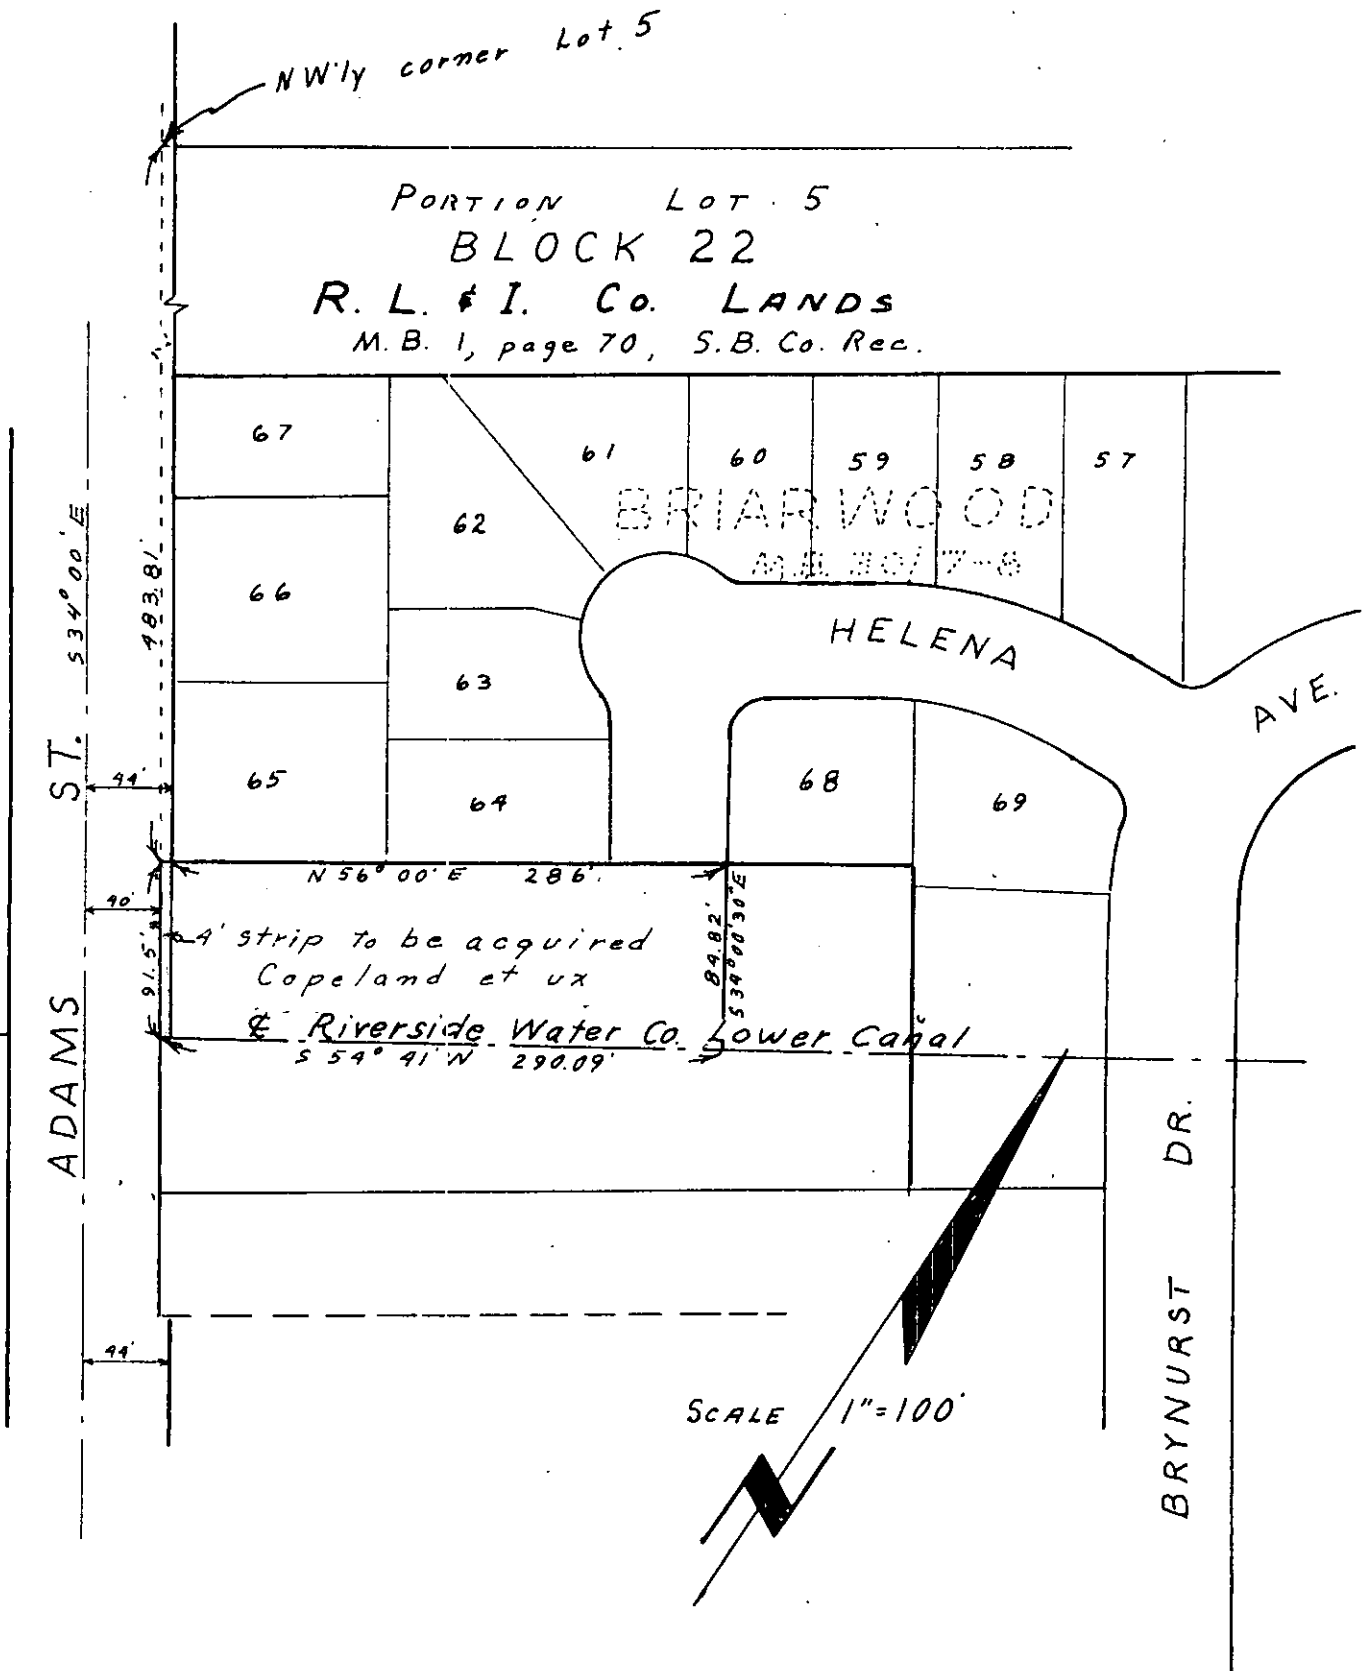 NW'ly corner Lot 5
PORTION LOT 5
BLOCK 22
R. L. & I. Co. LANDS
M. B. 1, page 70, S.B. Co. Rec.
67
61
60
59
58
57
BRIARWOOD
62
66
HELENA
AVE.
63
65
64
68
69
S 34° 00' E
483.81'
ADAMS ST.
44'
N 56° 00' E 286'
40'
91.5'
4' strip to be acquired
Copeland et ux
84.82'
S 34° 00' 30" E
℄ Riverside Water Co. Lower Canal
S 54° 41' W 290.09'
44'
BRYNURST DR.
SCALE 1"=100'
N